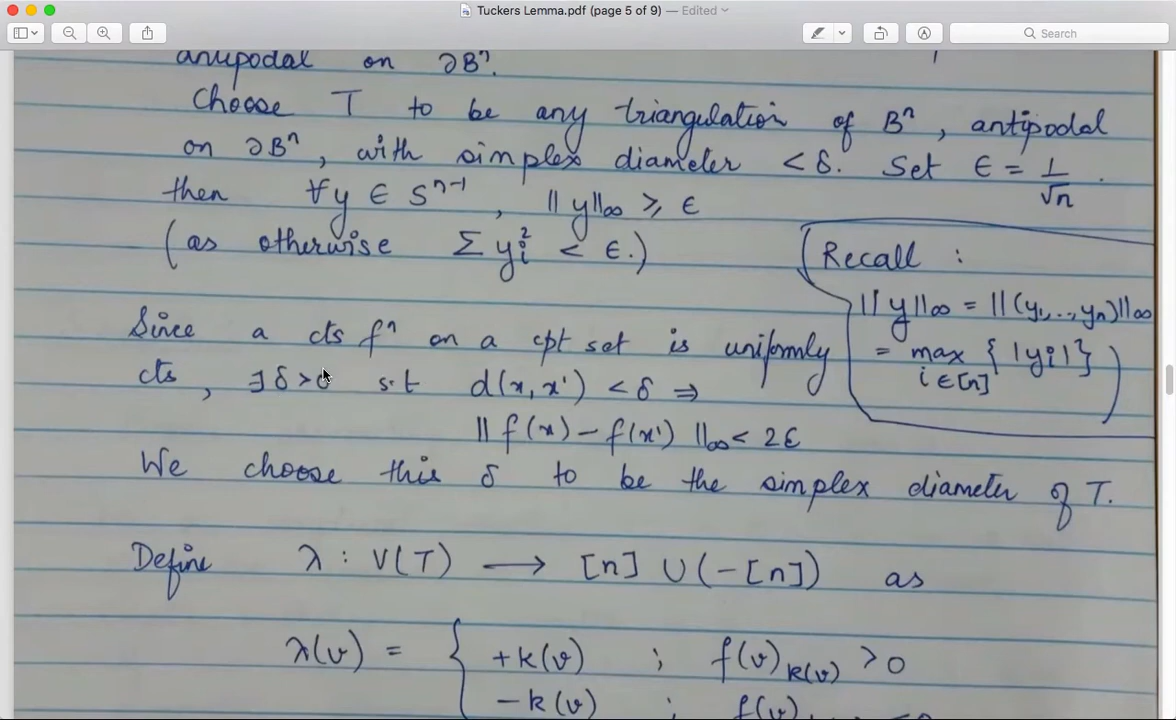 Tuckers Lemma.pdf (page 5 of 9) — Edited
Search
antipodal on ∂Bⁿ.
Choose T to be any triangulation of Bⁿ, antipodal
on ∂Bⁿ, with simplex diameter < δ. Set ϵ = 1/√n.
then ∀y ∈ Sⁿ⁻¹, ||y||∞ ⩾ ϵ
(as otherwise Σ yᵢ² < ϵ.)
Recall :
||y||∞ = ||(y₁,..,yₙ)||∞
= max { |yᵢ| }
i∈[n]
Since a cts fⁿ on a cpt set is uniformly
cts, ∃ δ > 0 s.t d(x, x') < δ ⇒
|| f(x) – f(x') ||∞ < 2ϵ
We choose this δ to be the simplex diameter of T.
Define λ : V(T) ⟶ [n] ∪ (-[n]) as
λ(v) = { +k(v) ; f(v)ₖ₍ᵥ₎ > 0
-k(v) ;